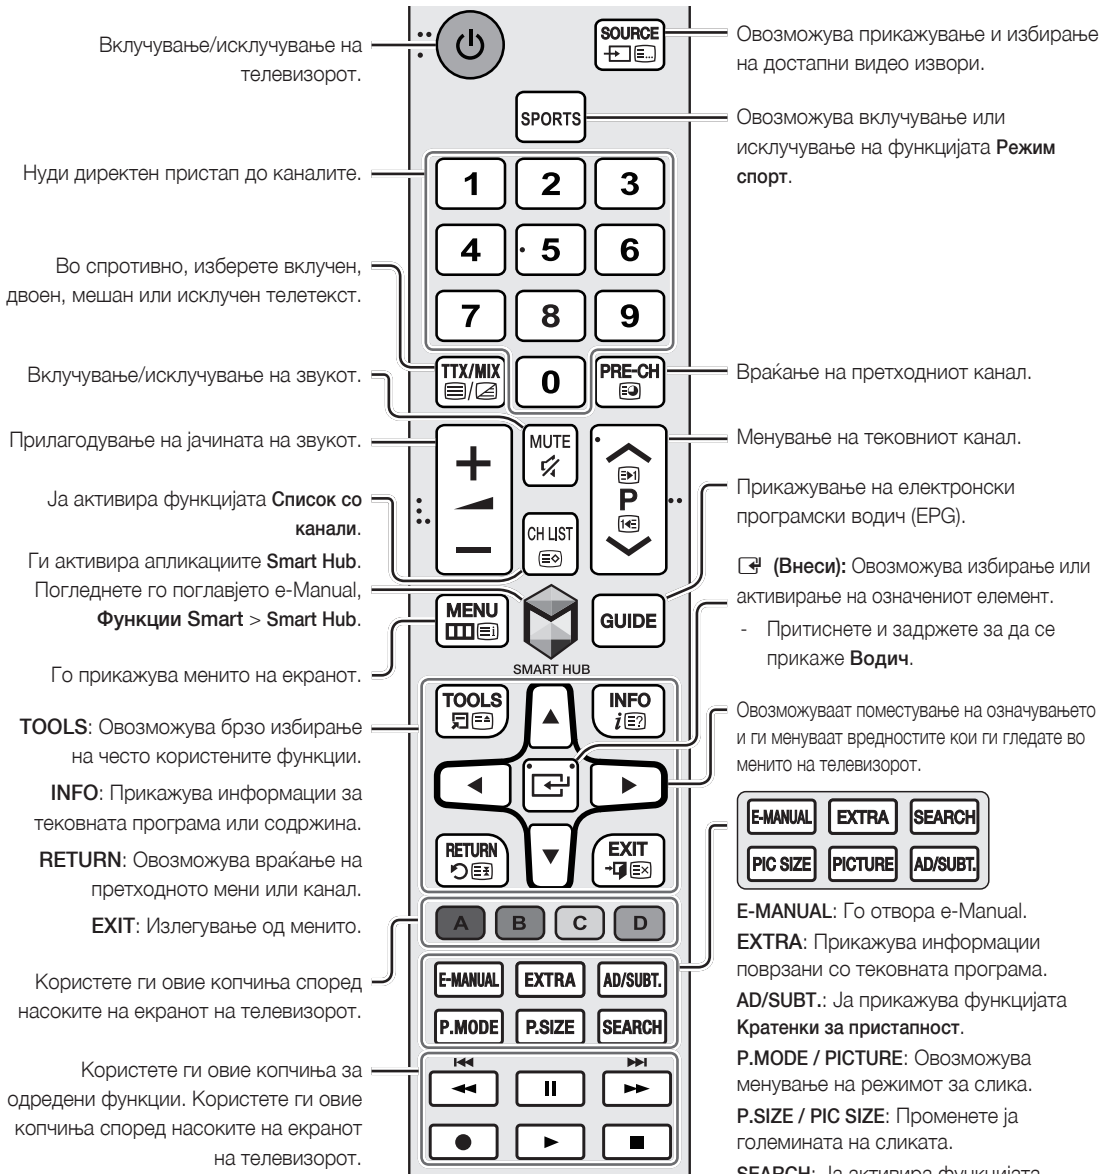 Вклучување/исклучување на
телевизорот.
Нуди директен пристап до каналите.
Во спротивно, изберете вклучен,
двоен, мешан или исклучен телетекст.
Вклучување/исклучување на звукот.
Прилагодување на јачината на звукот.
Ја активира функцијата Список со
канали.
Ги активира апликациите Smart Hub.
Погледнете го поглавјето e-Manual,
Функции Smart > Smart Hub.
Го прикажува менито на екранот.
TOOLS: Овозможува брзо избирање
на често користените функции.
INFO: Прикажува информации за
тековната програма или содржина.
RETURN: Овозможува враќање на
претходното мени или канал.
EXIT: Излегување од менито.
Користете ги овие копчиња според
насоките на екранот на телевизорот.
Користете ги овие копчиња за
одредени функции. Користете ги овие
копчиња според насоките на екранот
на телевизорот.
SOURCE
SPORTS
1 2 3
4 5 6
7 8 9
TTX/MIX 0 PRE-CH
MUTE
P
CH LIST
MENU GUIDE
SMART HUB
TOOLS INFO
RETURN EXIT
A B C D
E-MANUAL EXTRA AD/SUBT.
P.MODE P.SIZE SEARCH
Овозможува прикажување и избирање
на достапни видео извори.
Овозможува вклучување или
исклучување на функцијата Режим
спорт.
Враќање на претходниот канал.
Менување на тековниот канал.
Прикажување на електронски
програмски водич (EPG).
(Внеси): Овозможува избирање или
активирање на означениот елемент.
- Притиснете и задржете за да се
прикаже Водич.
Овозможуваат поместување на означувањето
и ги менуваат вредностите кои ги гледате во
менито на телевизорот.
E-MANUAL EXTRA SEARCH
PIC SIZE PICTURE AD/SUBT.
E-MANUAL: Го отвора e-Manual.
EXTRA: Прикажува информации
поврзани со тековната програма.
AD/SUBT.: Ја прикажува функцијата
Кратенки за пристапност.
P.MODE / PICTURE: Овозможува
менување на режимот за слика.
P.SIZE / PIC SIZE: Променете ја
големината на сликата.
SEARCH: Ја активира функцијата